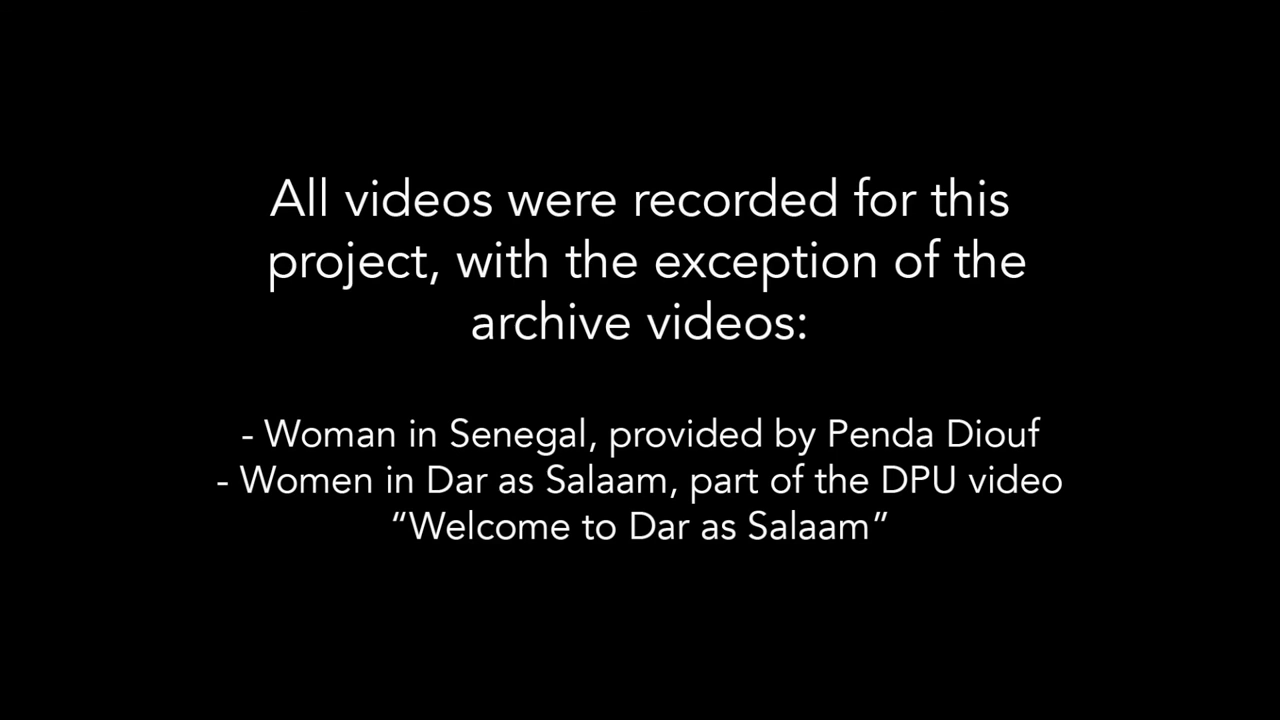 All videos were recorded for this
project, with the exception of the
archive videos:
- Woman in Senegal, provided by Penda Diouf
- Women in Dar as Salaam, part of the DPU video
“Welcome to Dar as Salaam”